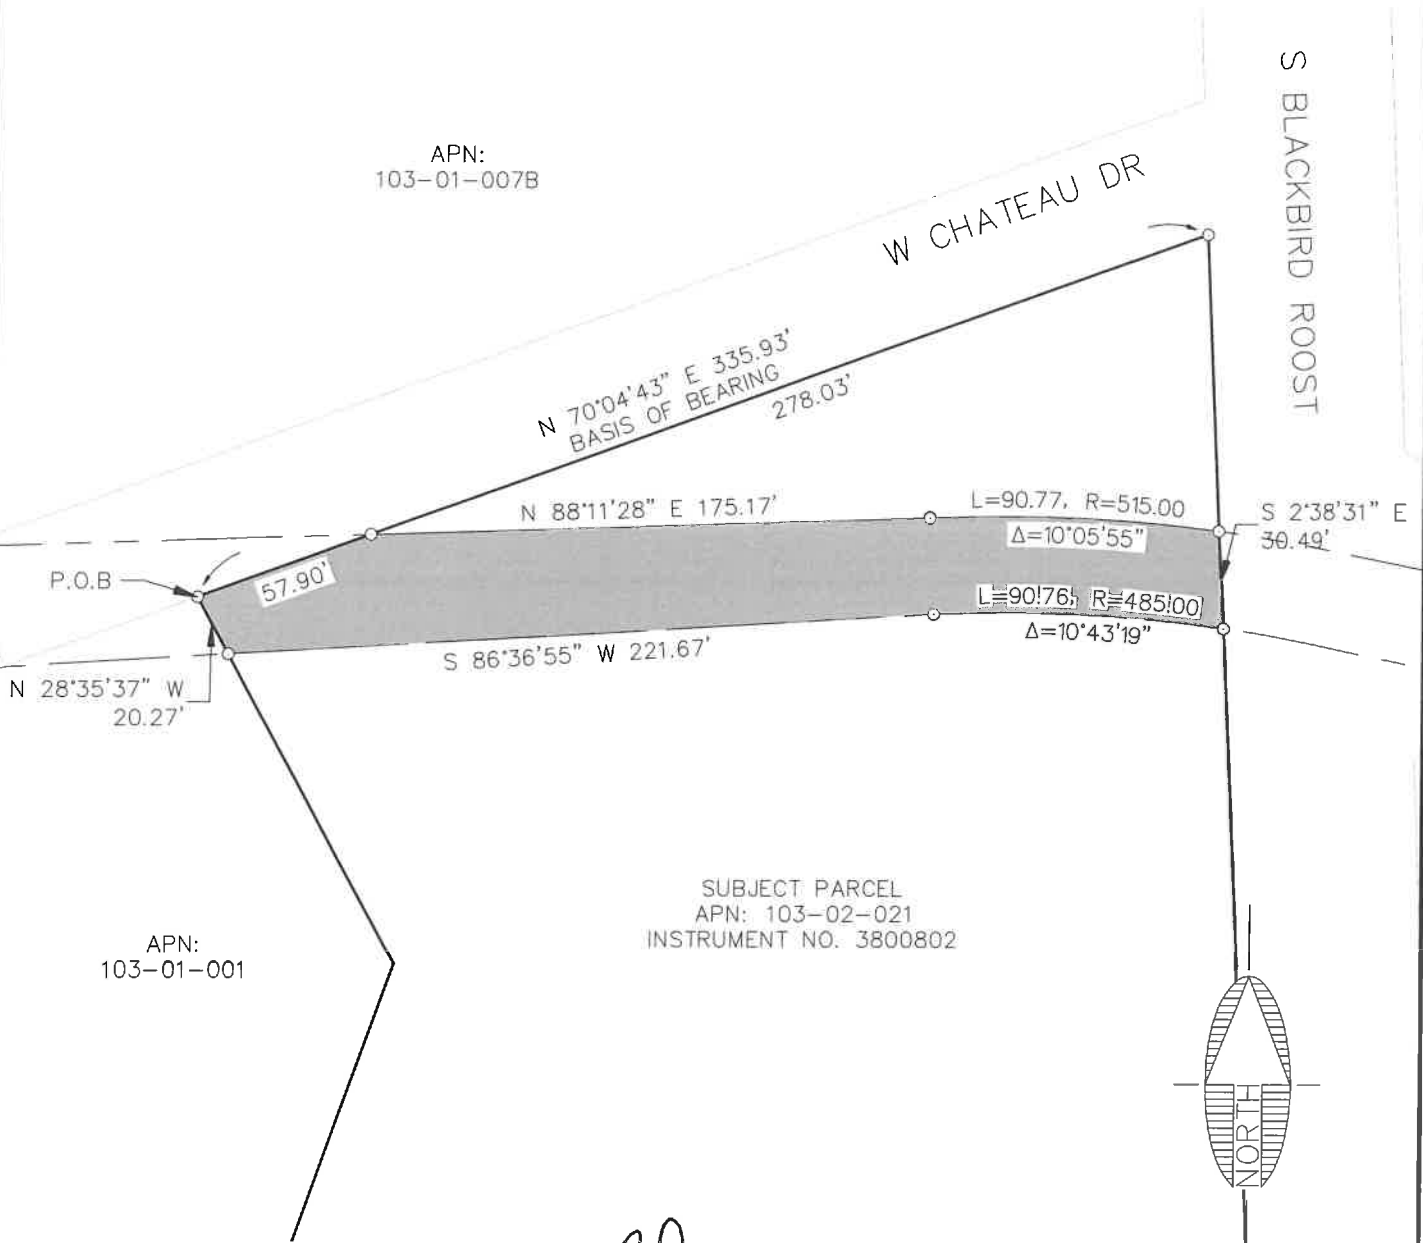 S BLACKBIRD ROOST
APN:
103-01-007B
W CHATEAU DR
N 70°04'43" E 335.93'
BASIS OF BEARING
278.03'
N 88°11'28" E 175.17'
L=90.77, R=515.00
Δ=10°05'55"
S 2°38'31" E
30.49'
P.O.B
57.90'
L=90.76, R=485.00
Δ=10°43'19"
S 86°36'55" W 221.67'
N 28°35'37" W
20.27'
SUBJECT PARCEL
APN: 103-02-021
INSTRUMENT NO. 3800802
APN:
103-01-001
NORTH